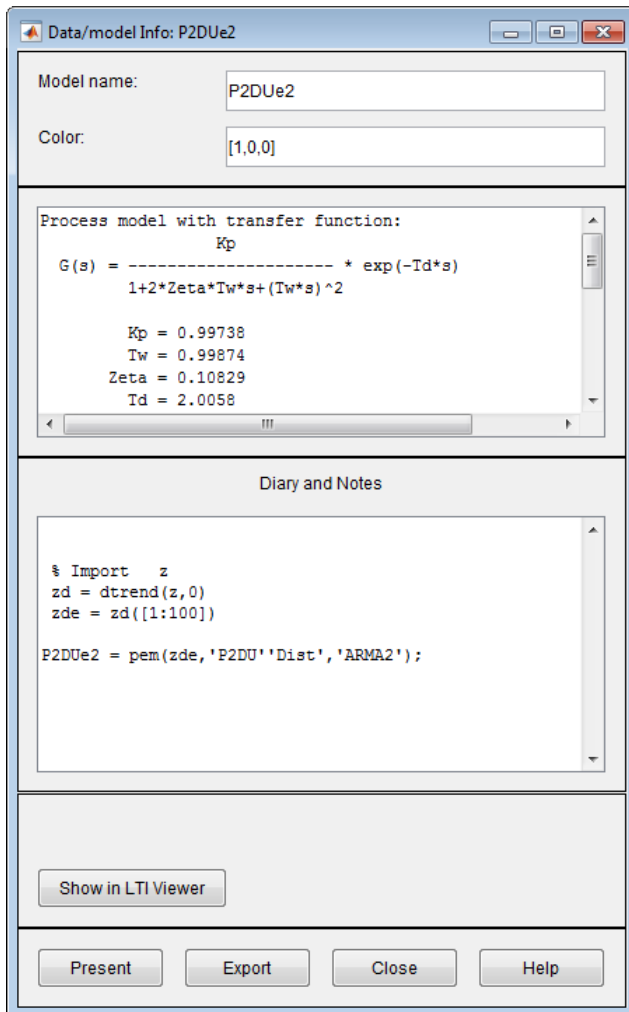 Data/model Info: P2DUe2
Model name:
P2DUe2
Color:
[1,0,0]
Process model with transfer function:
Kp
G(s) = --------------------- * exp(-Td*s)
1+2*Zeta*Tw*s+(Tw*s)^2
Kp = 0.99738
Tw = 0.99874
Zeta = 0.10829
Td = 2.0058
Diary and Notes
% Import   z
zd = dtrend(z,0)
zde = zd([1:100])
P2DUe2 = pem(zde,'P2DU''Dist','ARMA2');
Show in LTI Viewer
Present
Export
Close
Help